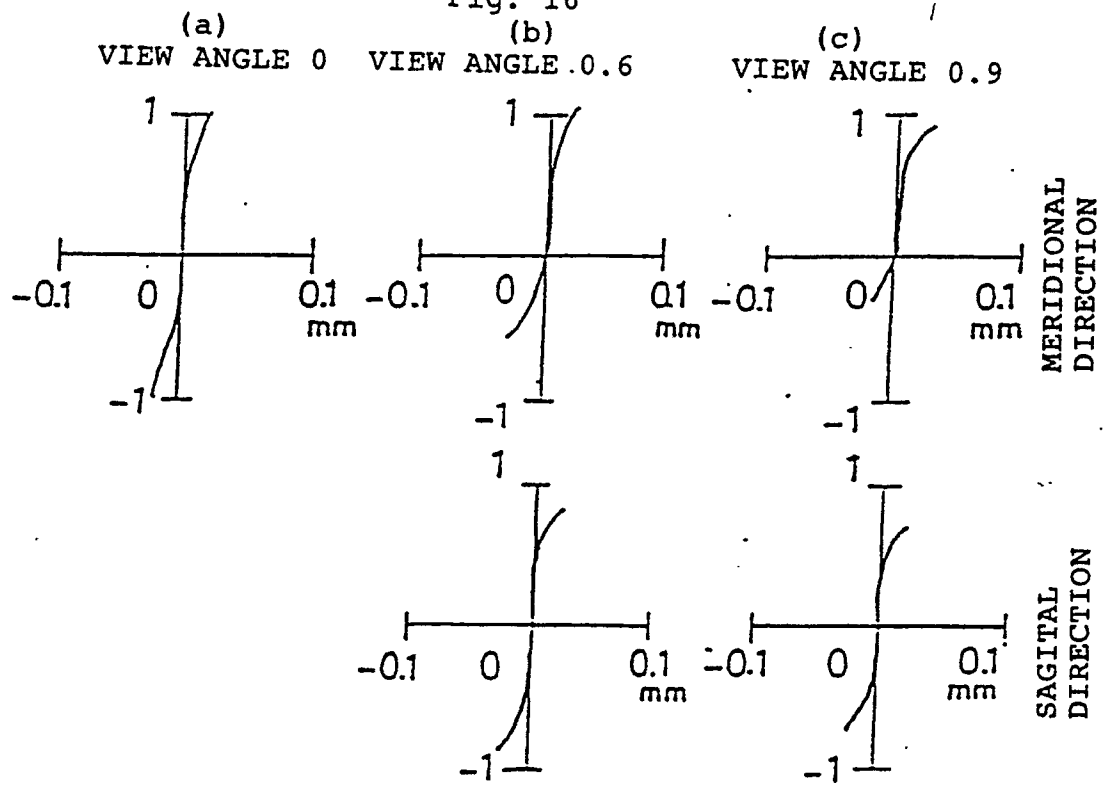 Fig. 16
(a) (b) (c)
VIEW ANGLE 0 VIEW ANGLE 0.6 VIEW ANGLE 0.9
1 1 1
-0.1 0 0.1 -0.1 0 0.1 -0.1 0 0.1
mm mm mm
-1 -1 -1
MERIDIONAL
DIRECTION
1 1
-0.1 0 0.1 -0.1 0 0.1
mm mm
-1 -1
SAGITAL
DIRECTION